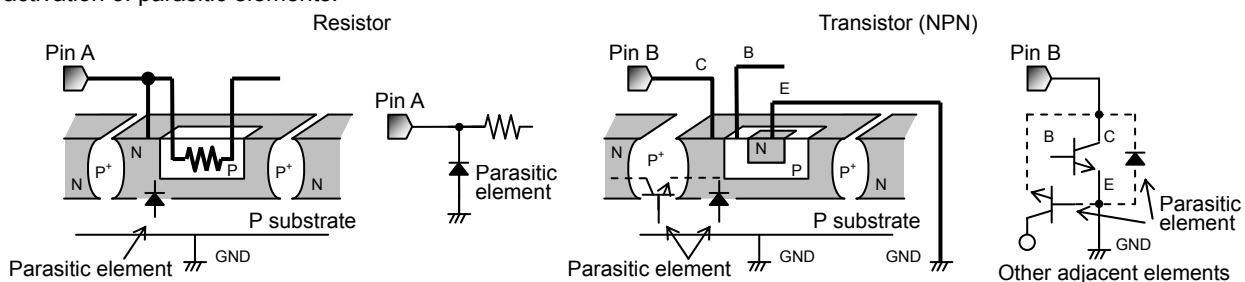 activation of parasitic elements.
Resistor
Transistor (NPN)
Pin A
Pin B
C
B
E
Pin B
Pin A
N
P
N
P+
P+
N
N
P+
N
P
P+
N
N
B
C
E
Parasitic
element
Parasitic
element
P substrate
P substrate
GND
GND
GND
GND
Parasitic element
Parasitic element
Other adjacent elements